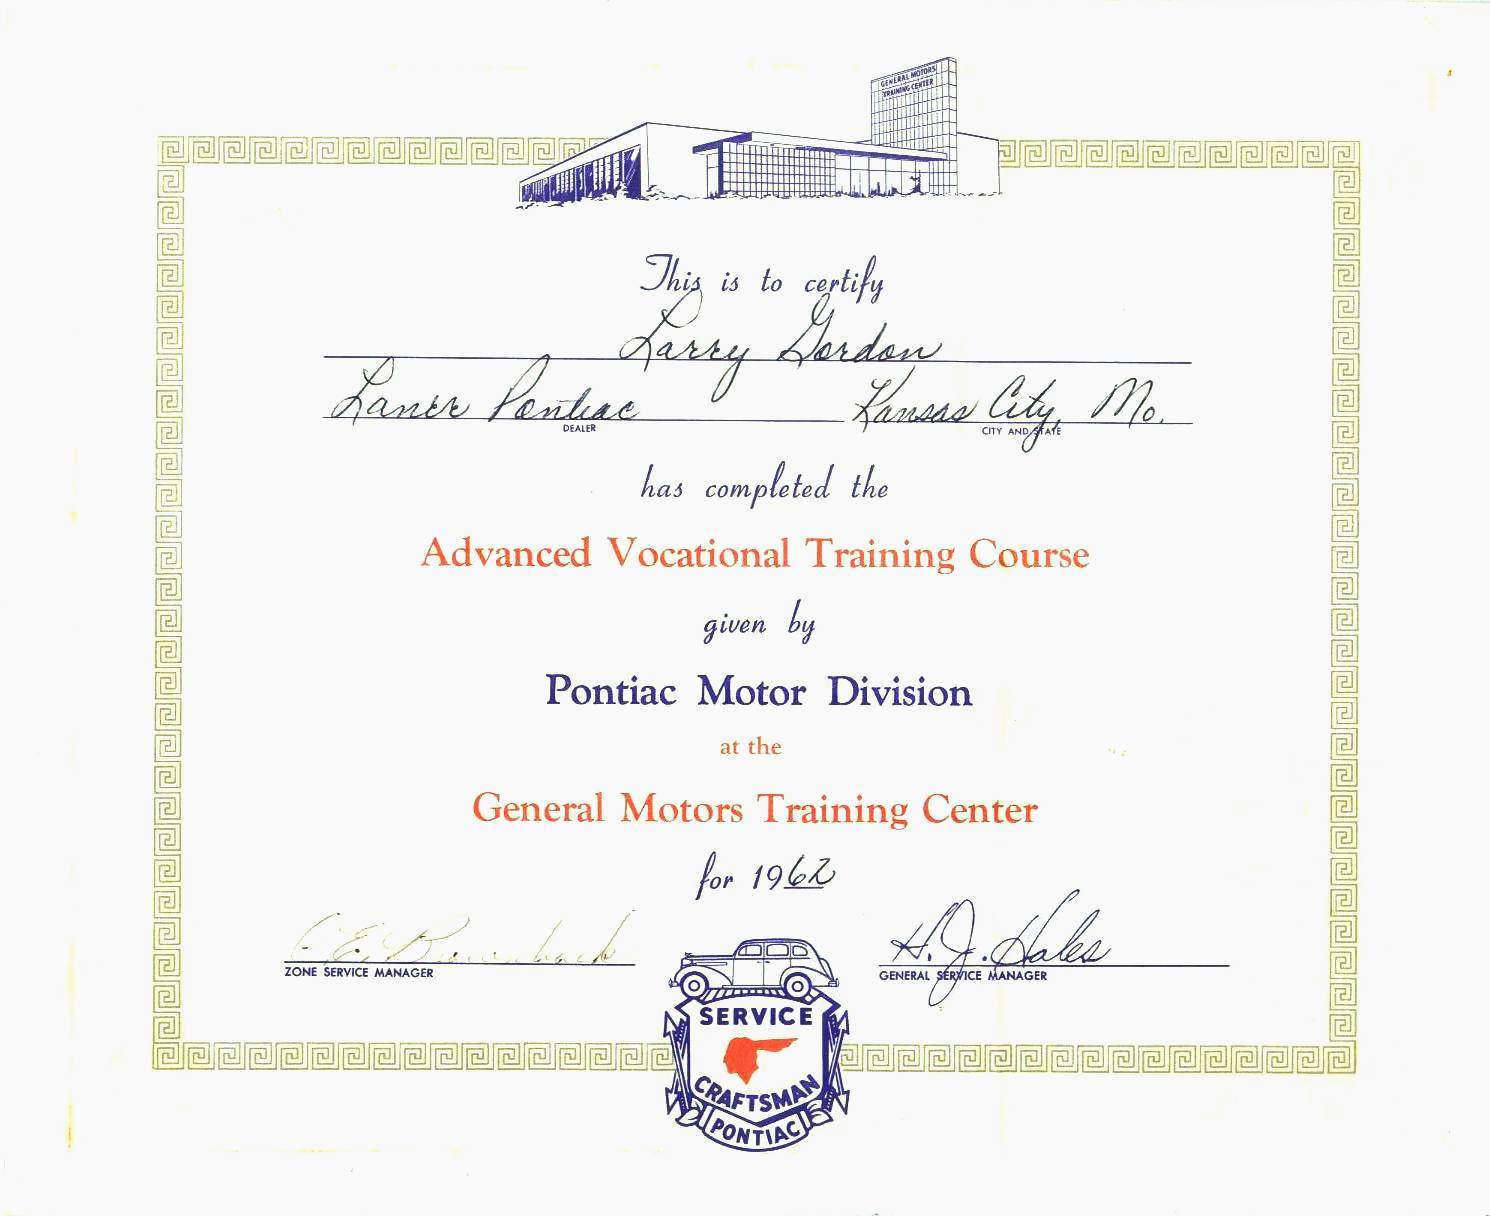 GENERAL MOTORS
TRAINING CENTER
This is to certify
Larry Gordon
Laner Pontiac Kansas City, Mo.
DEALER CITY AND STATE
has completed the
Advanced Vocational Training Course
given by
Pontiac Motor Division
at the
General Motors Training Center
for 1962
C. E. H. J. Hales
ZONE SERVICE MANAGER GENERAL SERVICE MANAGER
SERVICE
CRAFTSMAN
PONTIAC